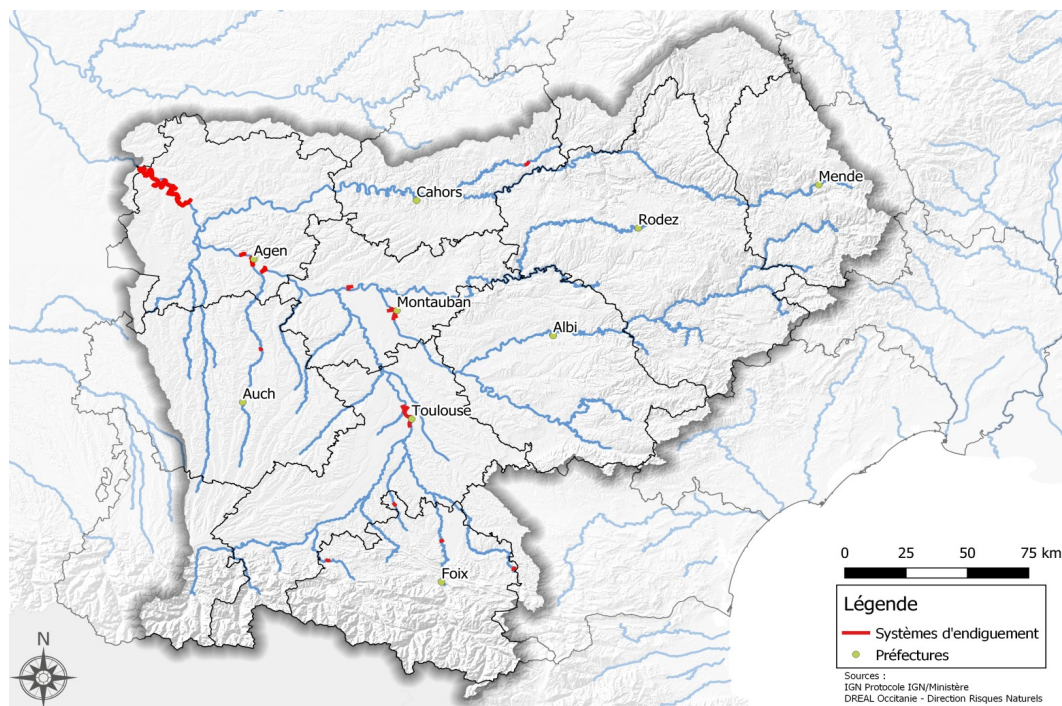 Mende
Cahors
Rodez
Agen
Montauban
Albi
Auch
Toulouse
Foix
0 25 50 75 km
Légende
Systèmes d'endiguement
Préfectures
N
Sources :
IGN Protocole IGN/Ministère
DREAL Occitanie - Direction Risques Naturels